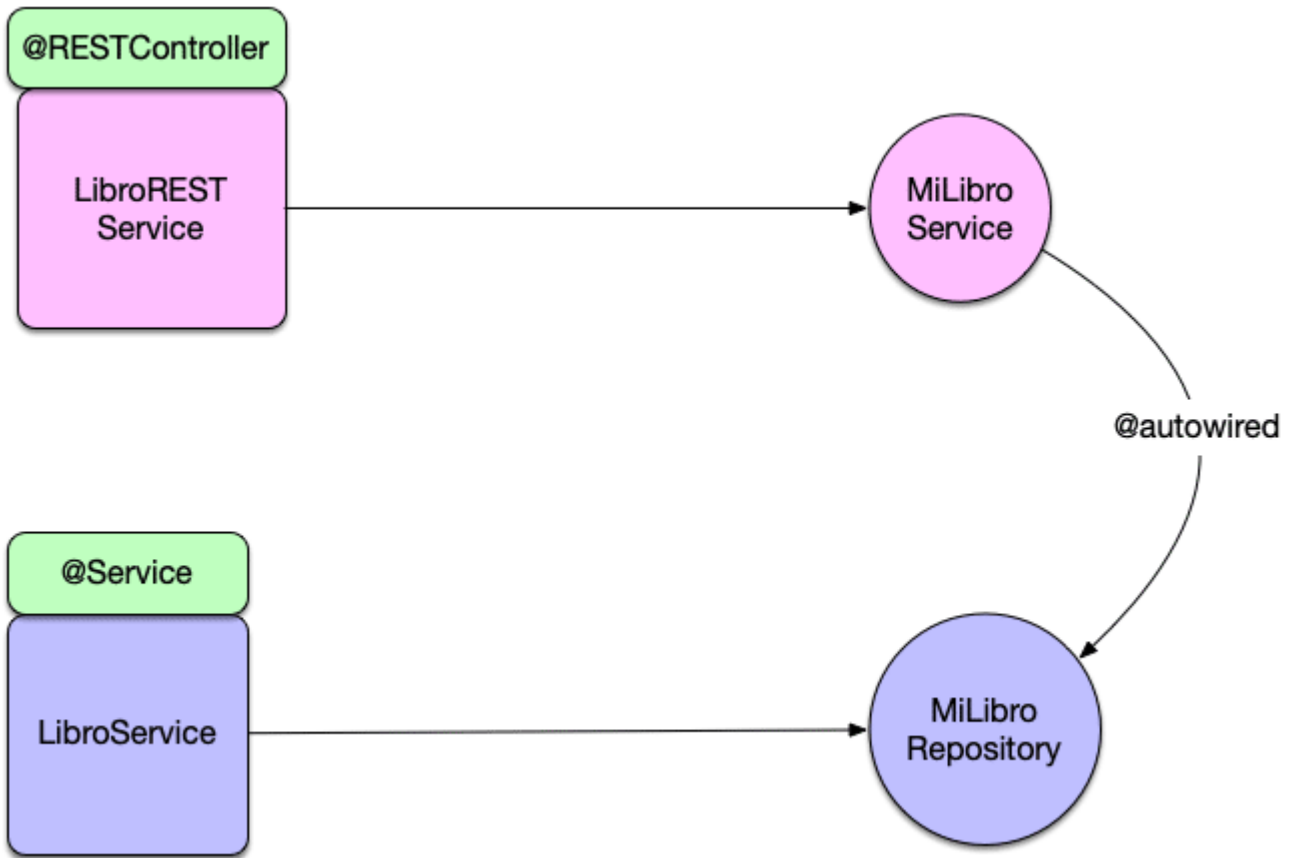 @RESTController
LibroREST
Service
MiLibro
Service
@autowired
@Service
LibroService
MiLibro
Repository